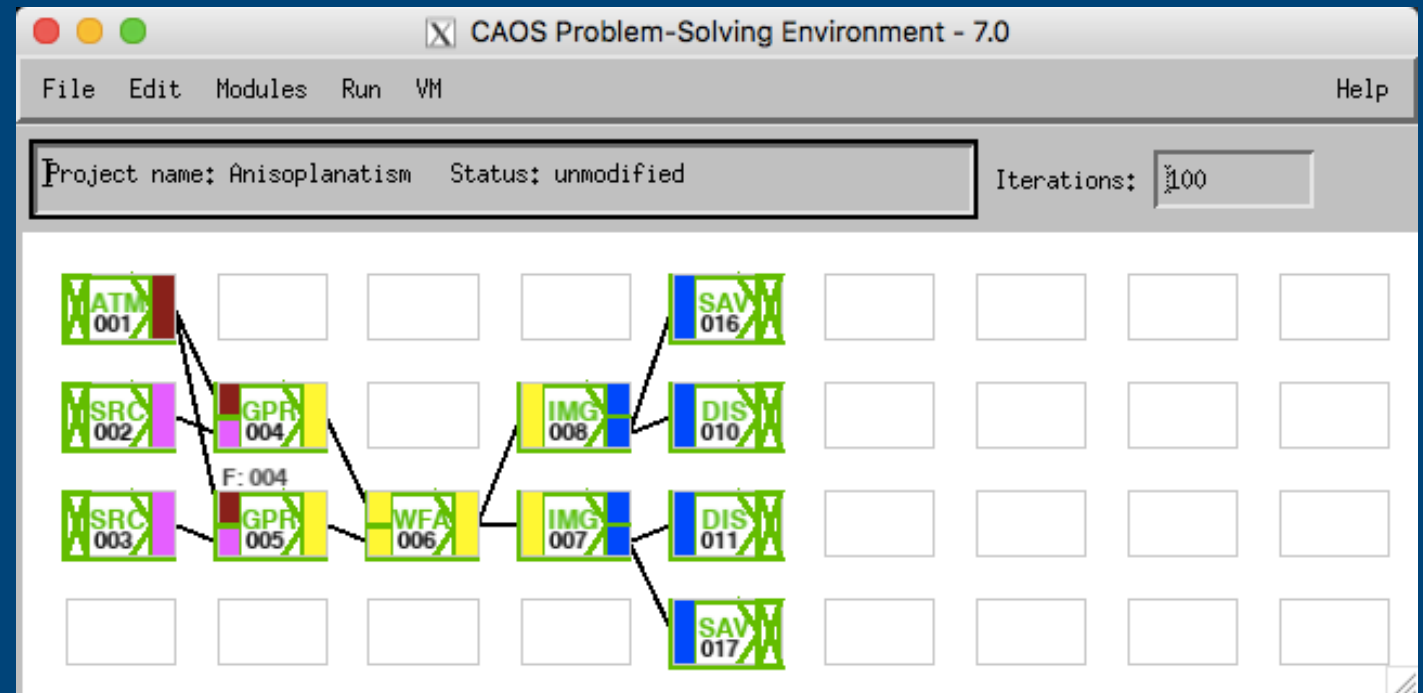 CAOS Problem-Solving Environment - 7.0
File Edit Modules Run VM Help
Project name: Anisoplanatism Status: unmodified
Iterations: 100
ATM SAV
001 016
SRC GPR IMG DIS
002 004 008 010
F: 004
SRC GPR WFA IMG DIS
003 005 006 007 011
SAV
017